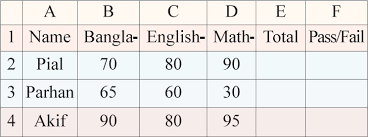 A B C D E F
1 Name Bangla- English- Math- Total Pass/Fail
2 Pial 70 80 90
3 Parhan 65 60 30
4 Akif 90 80 95